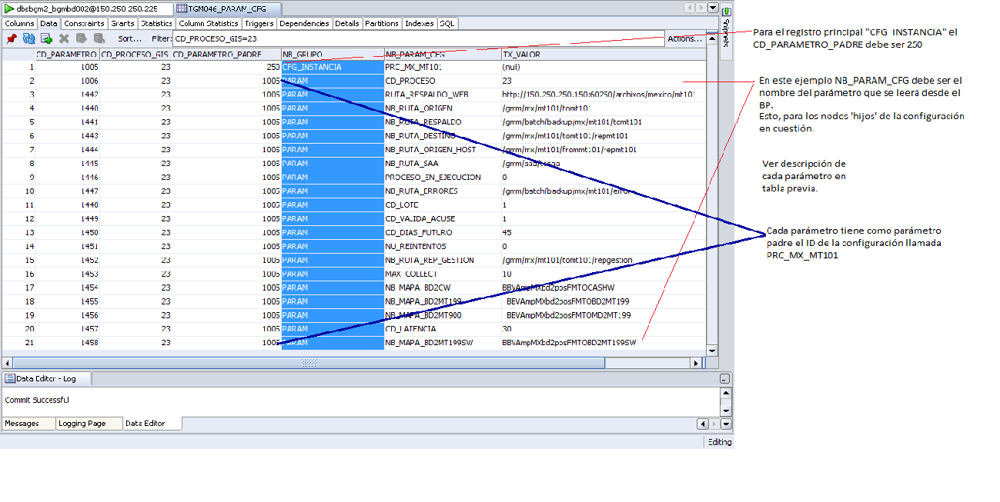 dbsbgm2_bgmbd002@150.250.250.225 TGM046_PARAM_CFG
Columns Data Constraints Grants Statistics Column Statistics Triggers Dependencies Details Partitions Indexes SQL
Sort... Filter: CD_PROCESO_GIS=23 Actions...
Snippets
CD_PARAMETRO CD_PROCESO_GIS CD_PARAMETRO_PADRE NB_GRUPO NB_PARAM_CFG TX_VALOR
1 1005 23 250 CFG_INSTANCIA PRC_MX_MT101 (null)
2 1006 23 1005 PARAM CD_PROCESO 23
3 1442 23 1005 PARAM RUTA_RESPALDO_WEB http://150.250.250.150:60250/archivos/mexico/mt101
4 1440 23 1005 PARAM NB_RUTA_ORIGEN /gmm/mx/mt101/tomt101
5 1441 23 1005 PARAM NB_RUTA_RESPALDO /gmm/batch/backup/mx/mt101/tomt101
6 1443 23 1005 PARAM NB_RUTA_DESTINO /gmm/mx/mt101/tomt101/repmt101
7 1444 23 1005 PARAM NB_RUTA_ORIGEN_HOST /gmm/mx/mt101/frommt101/repmt101
8 1445 23 1005 PARAM NB_RUTA_SAA
9 1446 23 1005 PARAM PROCESO_EN_EJECUCION 0
10 1447 23 1005 PARAM NB_RUTA_ERRORES /gmm/batch/backup/mx/mt101/error
11 1448 23 1005 PARAM CD_LOTE 1
12 1449 23 1005 PARAM CD_VALIDA_ACUSE 1
13 1450 23 1005 PARAM CD_DIAS_FUTURO 45
14 1451 23 1005 PARAM NU_REINTENTOS 0
15 1452 23 1005 PARAM NB_RUTA_REP_GESTION /gmm/mx/mt101/tomt101/repgestion
16 1453 23 1005 PARAM MAX_COLLECT 10
17 1454 23 1005 PARAM NB_MAPA_BD2CW BBVAmpMXbd2posFMTOCASHW
18 1455 23 1005 PARAM NB_MAPA_BD2MT199 BBVAmpMXbd2posFMTOBD2MT199
19 1456 23 1005 PARAM NB_MAPA_BD2MT900 BBVAmpMXbd2posFMTOMD2MT199
20 1457 23 1005 PARAM CD_LATENCIA 30
21 1458 23 1005 PARAM NB_MAPA_BD2MT199SW BBVAmpMXbd2posFMTOBD2MT199SW
Data Editor - Log
Commit Successful
Messages Logging Page Data Editor
Editing
Para el registro principal "CFG_INSTANCIA" el
CD_PARAMETRO_PADRE debe ser 250
En este ejemplo NB_PARAM_CFG debe ser el
nombre del parámetro que se leerá desde el
BP.
Esto, para los nodos 'hijos' de la configuración
en cuestión.
Ver descripción de
cada parámetro en
tabla previa.
Cada parámetro tiene como parámetro
padre el ID de la configuración llamada
PRC_MX_MT101